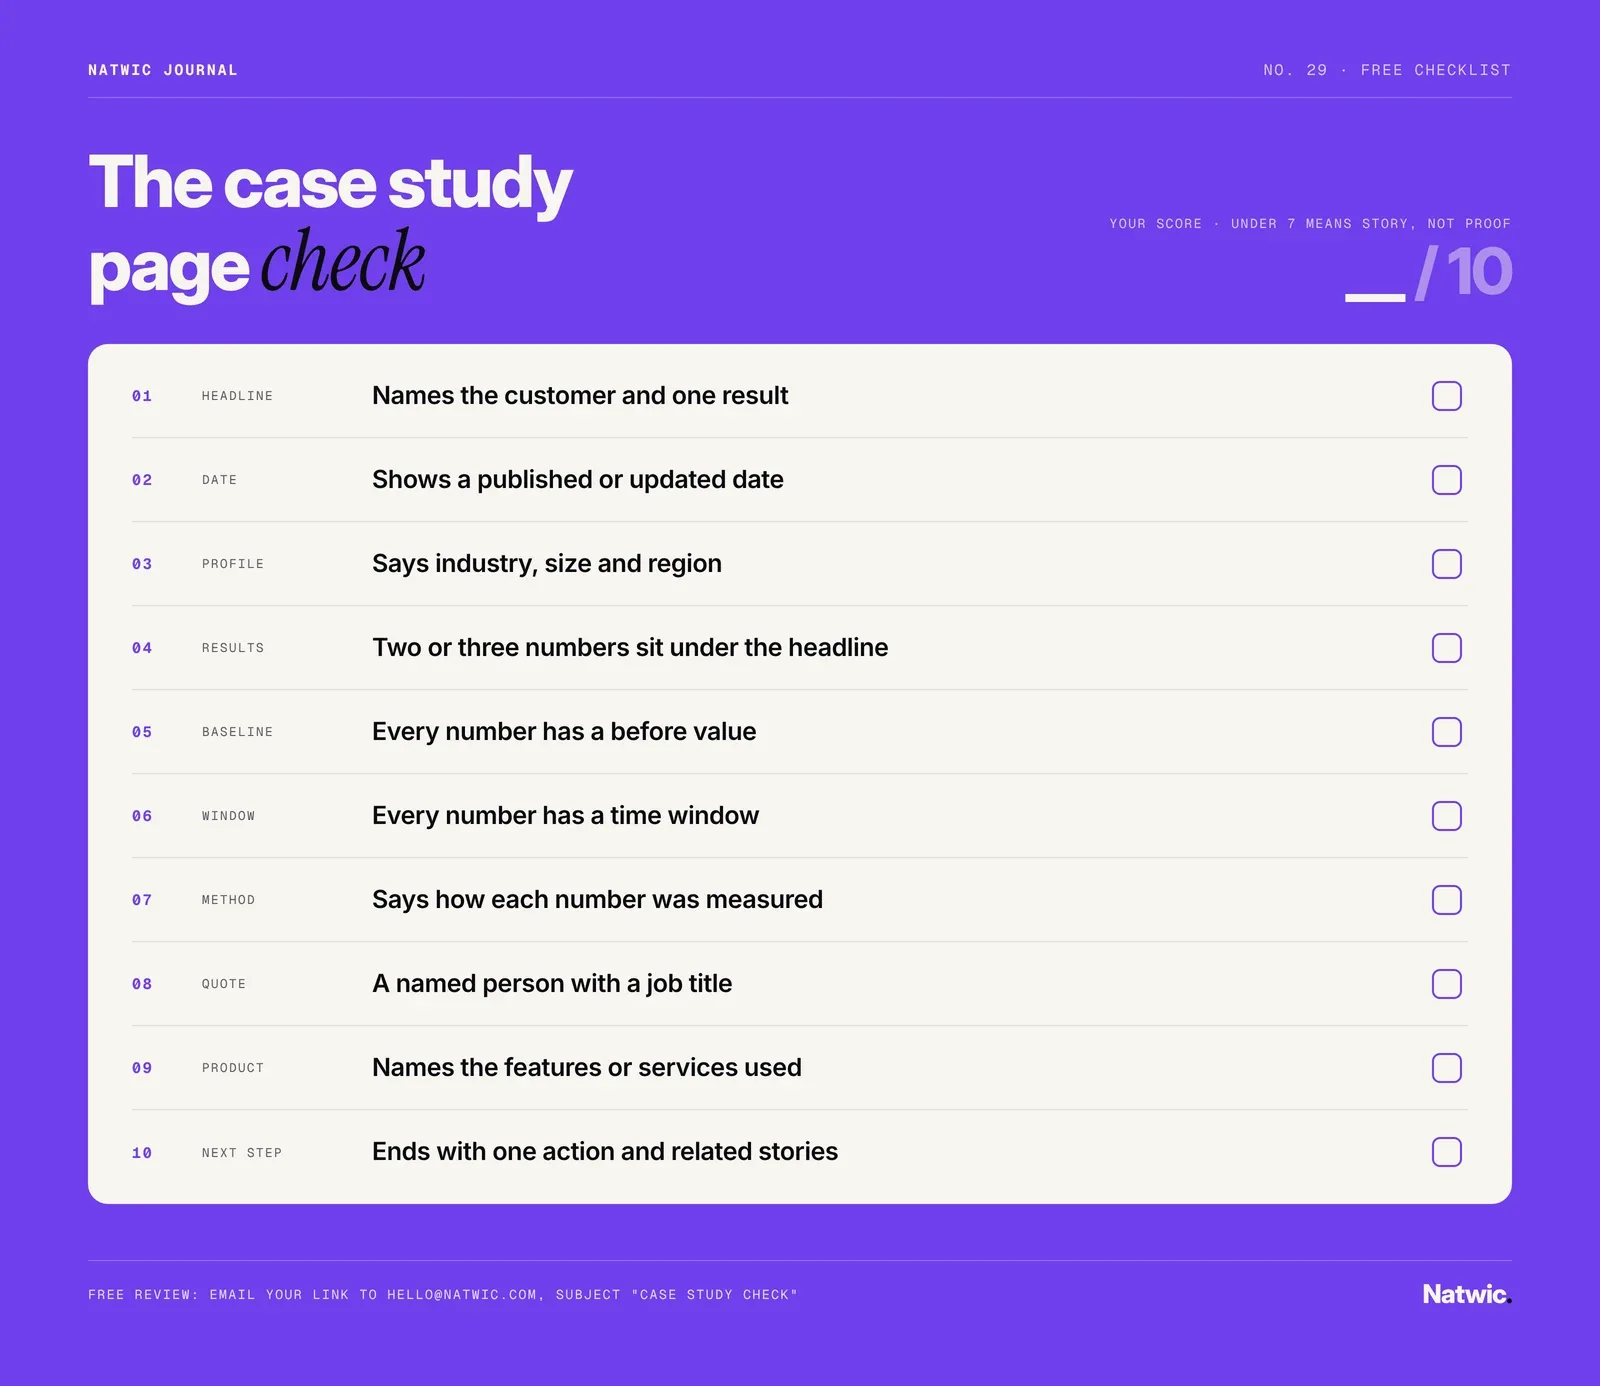 NATWIC JOURNAL
NO. 29 · FREE CHECKLIST
The case study
page check
YOUR SCORE · UNDER 7 MEANS STORY, NOT PROOF
__ / 10
01 HEADLINE Names the customer and one result
02 DATE Shows a published or updated date
03 PROFILE Says industry, size and region
04 RESULTS Two or three numbers sit under the headline
05 BASELINE Every number has a before value
06 WINDOW Every number has a time window
07 METHOD Says how each number was measured
08 QUOTE A named person with a job title
09 PRODUCT Names the features or services used
10 NEXT STEP Ends with one action and related stories
FREE REVIEW: EMAIL YOUR LINK TO HELLO@NATWIC.COM, SUBJECT "CASE STUDY CHECK"
Natwic.